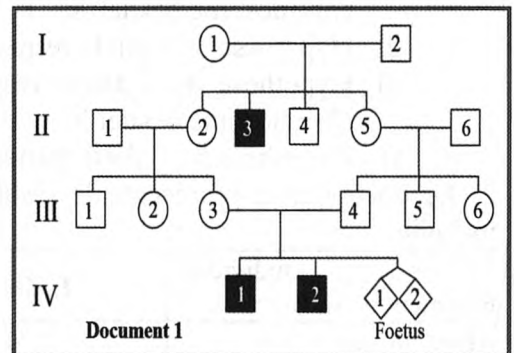 I 1 2
II 1 2 3 4 5 6
III 1 2 3 4 5 6
IV 1 2 1 2
Document 1 Foetus